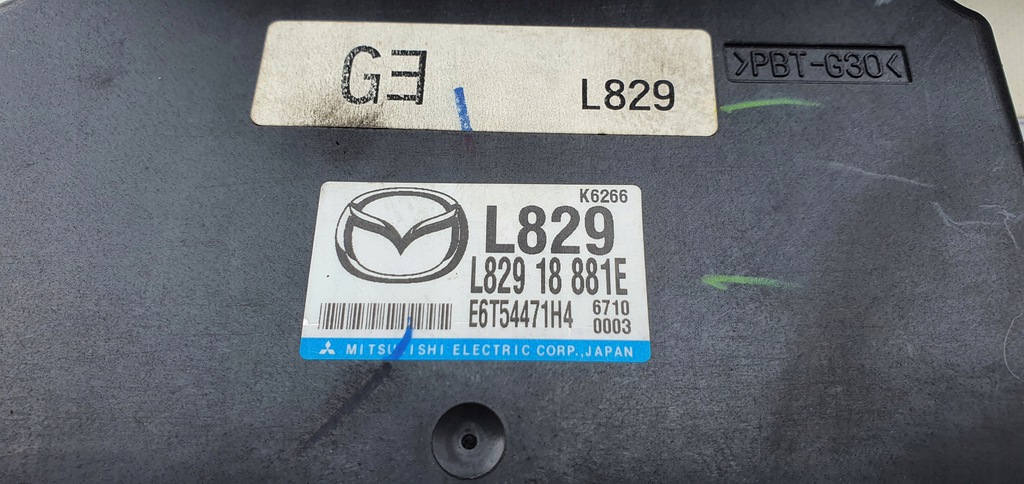 GE L829
>PBT-G30<
K6266
L829
L829 18 881E
E6T54471H4 6710
0003
MITSUBISHI ELECTRIC CORP., JAPAN